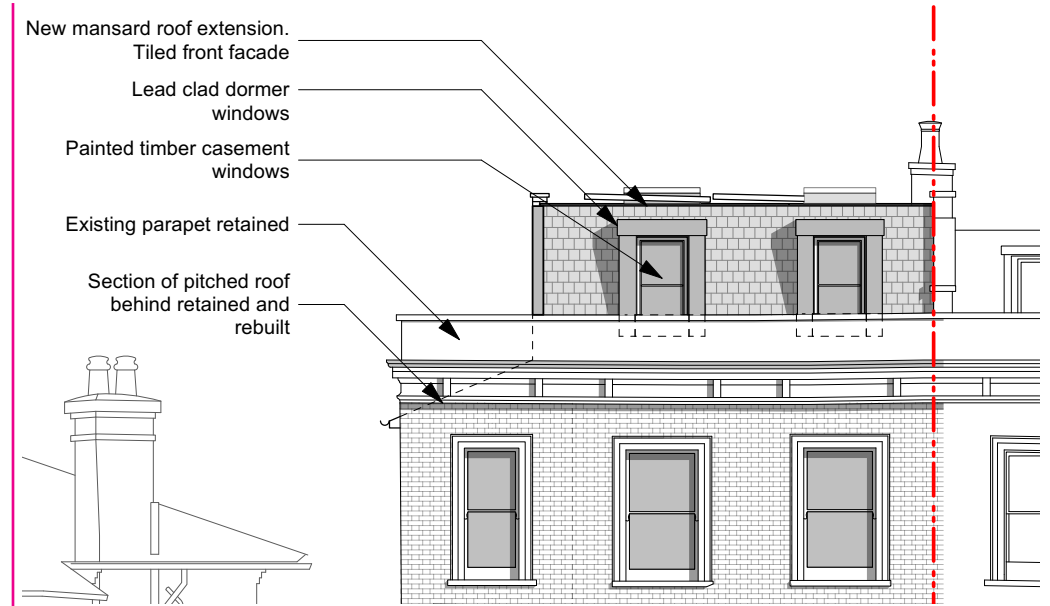 New mansard roof extension.
Tiled front facade
Lead clad dormer
windows
Painted timber casement
windows
Existing parapet retained
Section of pitched roof
behind retained and
rebuilt